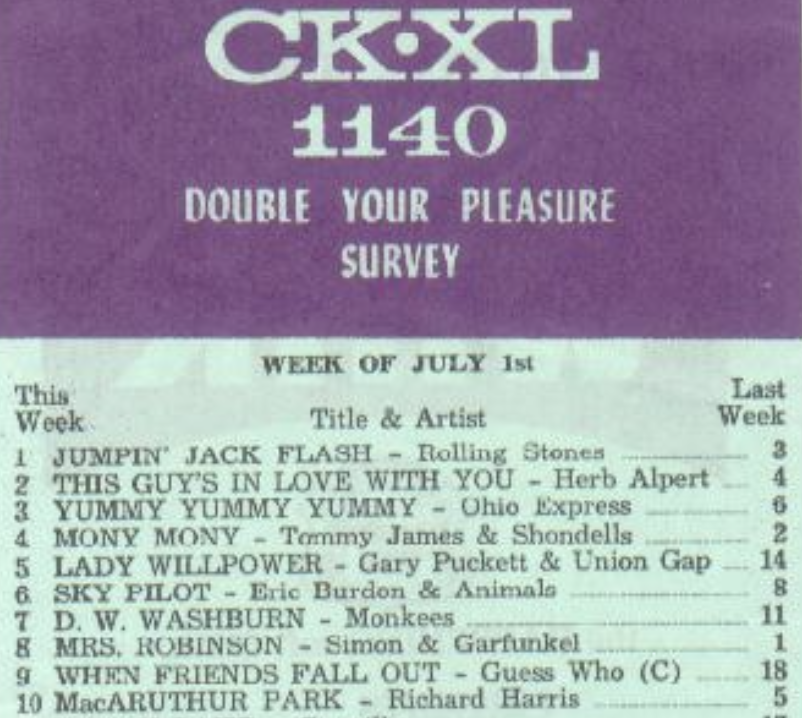 CK·XL
1140
DOUBLE YOUR PLEASURE
SURVEY
WEEK OF JULY 1st
This Last
Week Title & Artist Week
1 JUMPIN' JACK FLASH - Rolling Stones 3
2 THIS GUY'S IN LOVE WITH YOU - Herb Alpert 4
3 YUMMY YUMMY YUMMY - Ohio Express 6
4 MONY MONY - Tommy James & Shondells 2
5 LADY WILLPOWER - Gary Puckett & Union Gap 14
6 SKY PILOT - Eric Burdon & Animals 8
7 D. W. WASHBURN - Monkees 11
8 MRS. ROBINSON - Simon & Garfunkel 1
9 WHEN FRIENDS FALL OUT - Guess Who (C) 18
10 MacARUTHUR PARK - Richard Harris 5